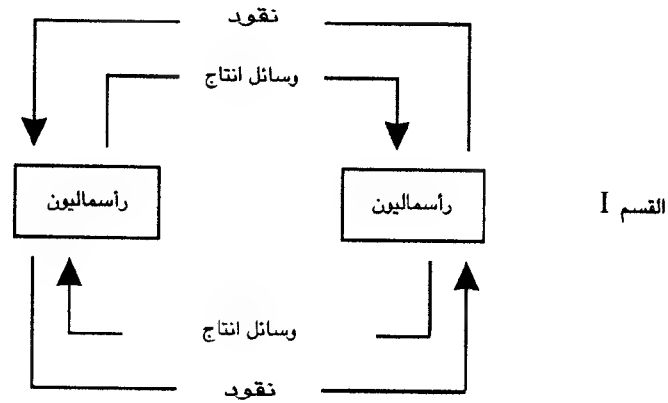 نقود
وسائل انتاج
القسم I
رأسماليون
رأسماليون
وسائل انتاج
نقود